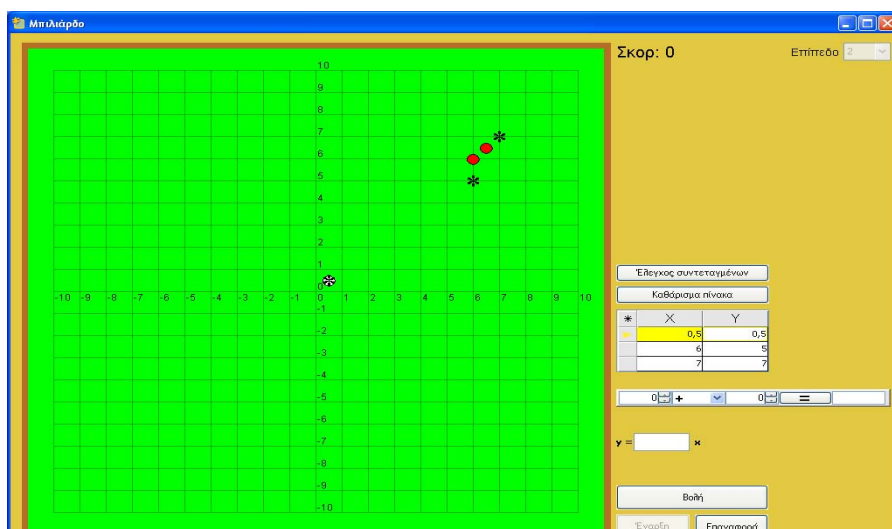 Μπιλιάρδο
Σκορ: 0
Επίπεδο 2
10
9
8
7
6
5
4
3
2
1
0
-10 -9 -8 -7 -6 -5 -4 -3 -2 -1 0 1 2 3 4 5 6 7 8 9 10
-1
-2
-3
-4
-5
-6
-7
-8
-9
-10
Έλεγκος συντεταγμένων
Καθάρισμα πίνακα
* X Y
0,5 0,5
6 5
7 7
0 + 0 =
y = x
Βολή
Έναρξη Επαναφορά